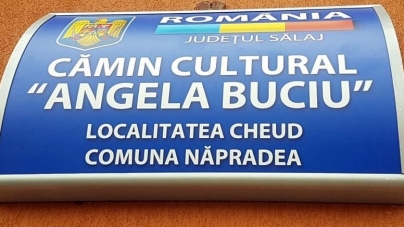 ROMÂNIA
JUDEȚUL SĂLAJ
CĂMIN CULTURAL
“ANGELA BUCIU”
LOCALITATEA CHEUD
COMUNA NĂPRADEA